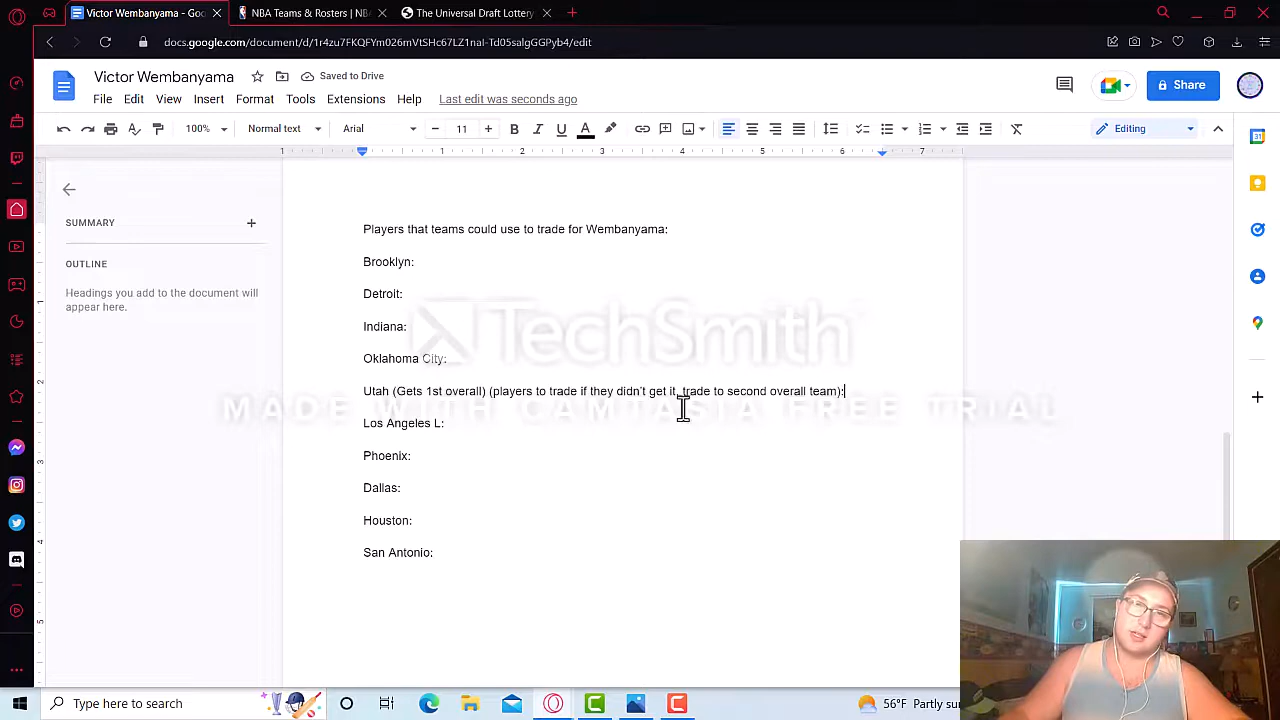 Victor Wembanyama - Goo
NBA Teams & Rosters | NBA
The Universal Draft Lottery
docs.google.com/document/d/1r4zu7FKQFYm026mVtSHc67LZ1naI-Td05salgGGPyb4/edit
Victor Wembanyama
Saved to Drive
File Edit View Insert Format Tools Extensions Help Last edit was seconds ago
Share
100% Normal text Arial 11
Editing
SUMMARY
OUTLINE
Headings you add to the document will
appear here.
Players that teams could use to trade for Wembanyama:
Brooklyn:
Detroit:
Indiana:
Oklahoma City:
Utah (Gets 1st overall) (players to trade if they didn't get it, trade to second overall team):
Los Angeles L:
Phoenix:
Dallas:
Houston:
San Antonio:
TechSmith
MADE WITH CAMTASIA FREE TRIAL
Type here to search
56°F Partly sun